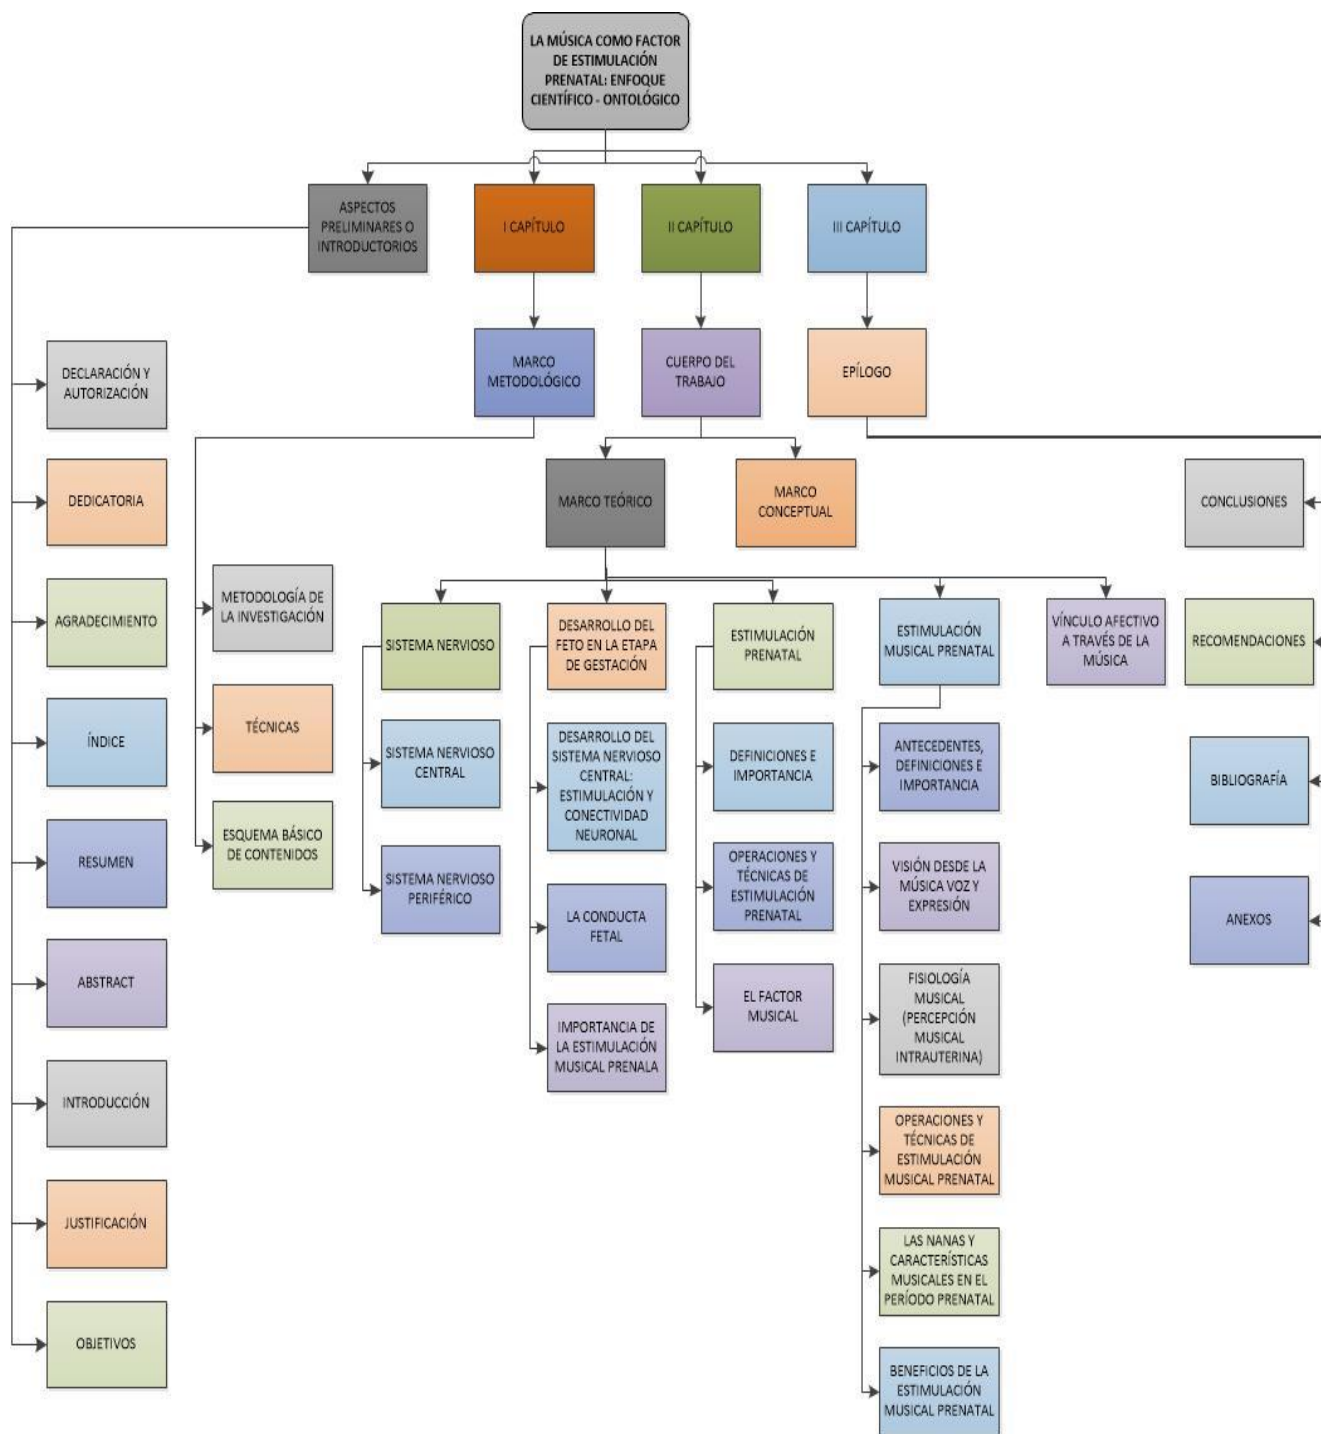 LA MÚSICA COMO FACTOR
DE ESTIMULACIÓN
PRENATAL: ENFOQUE
CIENTÍFICO - ONTOLÓGICO
ASPECTOS
PRELIMINARES O
INTRODUCTORIOS
I CAPÍTULO
II CAPÍTULO
III CAPÍTULO
MARCO
METODOLÓGICO
CUERPO DEL
TRABAJO
EPÍLOGO
DECLARACIÓN Y
AUTORIZACIÓN
DEDICATORIA
AGRADECIMIENTO
ÍNDICE
RESUMEN
ABSTRACT
INTRODUCCIÓN
JUSTIFICACIÓN
OBJETIVOS
METODOLOGÍA DE
LA INVESTIGACIÓN
TÉCNICAS
ESQUEMA BÁSICO
DE CONTENIDOS
MARCO TEÓRICO
MARCO
CONCEPTUAL
SISTEMA NERVIOSO
SISTEMA NERVIOSO
CENTRAL
SISTEMA NERVIOSO
PERIFÉRICO
DESARROLLO DEL
FETO EN LA ETAPA
DE GESTACIÓN
DESARROLLO DEL
SISTEMA NERVIOSO
CENTRAL:
ESTIMULACIÓN Y
CONECTIVIDAD
NEURONAL
LA CONDUCTA
FETAL
IMPORTANCIA DE
LA ESTIMULACIÓN
MUSICAL PRENALA
ESTIMULACIÓN
PRENATAL
DEFINICIONES E
IMPORTANCIA
OPERACIONES Y
TÉCNICAS DE
ESTIMULACIÓN
PRENATAL
EL FACTOR
MUSICAL
ESTIMULACIÓN
MUSICAL PRENATAL
ANTECEDENTES,
DEFINICIONES E
IMPORTANCIA
VISIÓN DESDE LA
MÚSICA VOZ Y
EXPRESIÓN
FISIOLOGÍA
MUSICAL
(PERCEPCIÓN
MUSICAL
INTRAUTERINA)
OPERACIONES Y
TÉCNICAS DE
ESTIMULACIÓN
MUSICAL PRENATAL
LAS NANAS Y
CARACTERÍSTICAS
MUSICALES EN EL
PERÍODO PRENATAL
BENEFICIOS DE LA
ESTIMULACIÓN
MUSICAL PRENATAL
VÍNCULO AFECTIVO
A TRAVÉS DE LA
MÚSICA
CONCLUSIONES
RECOMENDACIONES
BIBLIOGRAFÍA
ANEXOS